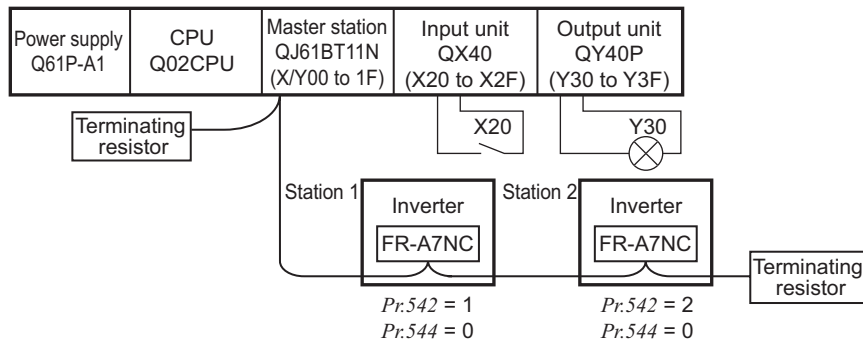 Power supply
Q61P-A1
CPU
Q02CPU
Master station
QJ61BT11N
(X/Y00 to 1F)
Input unit
QX40
(X20 to X2F)
Output unit
QY40P
(Y30 to Y3F)
Terminating
resistor
X20
Y30
Station 1
Inverter
FR-A7NC
Station 2
Inverter
FR-A7NC
Terminating
resistor
Pr.542 = 1
Pr.544 = 0
Pr.542 = 2
Pr.544 = 0